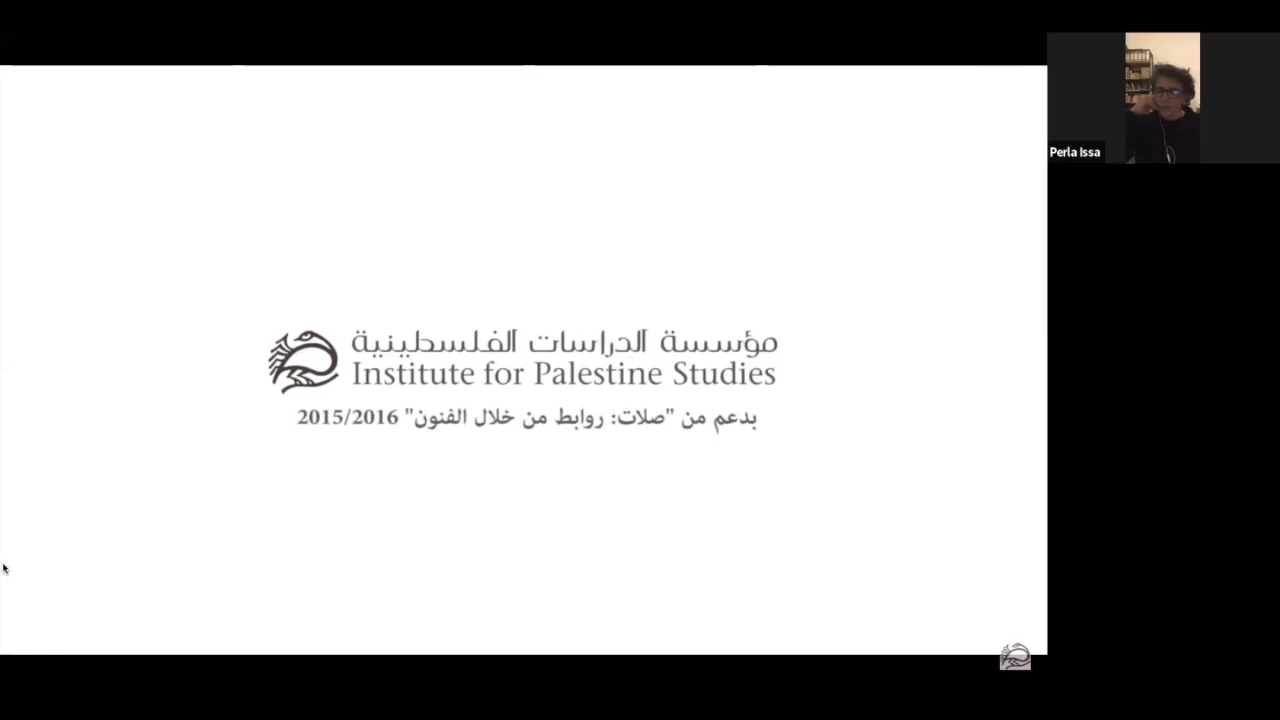 مؤسسة الدراسات الفلسطينية
Institute for Palestine Studies
بدعم من "صلات: روابط من خلال الفنون" 2015/2016
Perla Issa